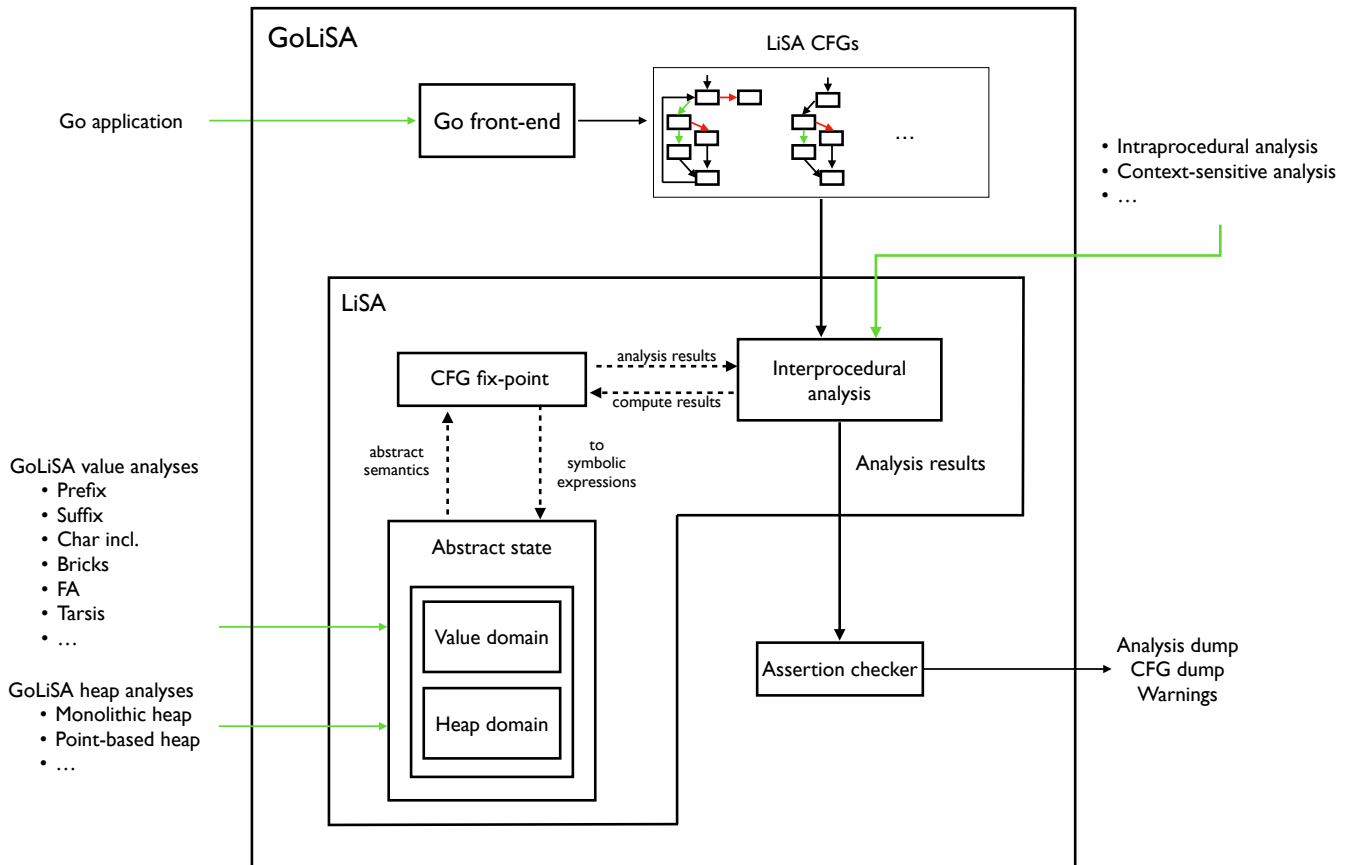 GoLiSA
LiSA CFGs
Go application
Go front-end
...
• Intraprocedural analysis
• Context-sensitive analysis
• ...
LiSA
CFG fix-point
analysis results
compute results
Interprocedural
analysis
abstract
semantics
to
symbolic
expressions
Analysis results
GoLiSA value analyses
• Prefix
• Suffix
• Char incl.
• Bricks
• FA
• Tarsis
• ...
Abstract state
Value domain
Heap domain
GoLiSA heap analyses
• Monolithic heap
• Point-based heap
• ...
Assertion checker
Analysis dump
CFG dump
Warnings